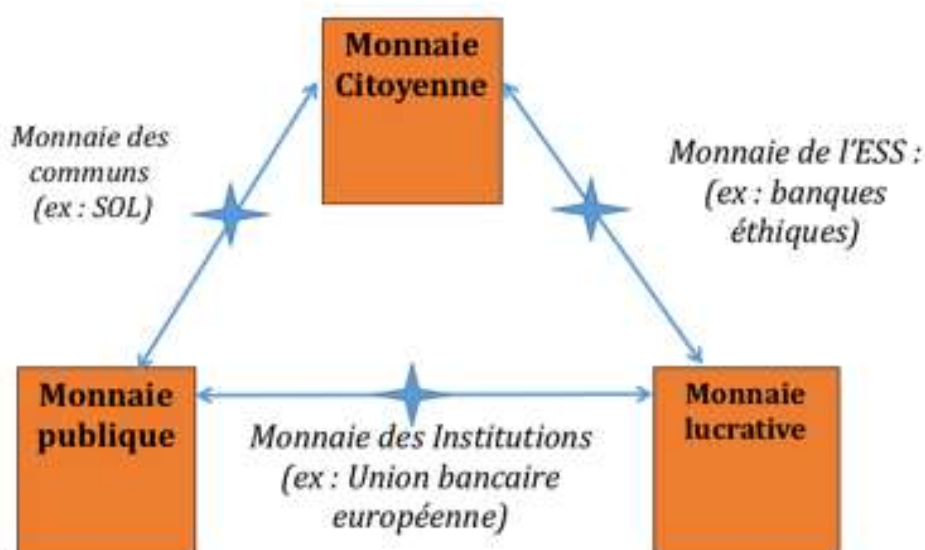 Monnaie
Citoyenne
Monnaie des
communs
(ex : SOL)
Monnaie de l'ESS :
(ex : banques
éthiques)
Monnaie
publique
Monnaie des Institutions
(ex : Union bancaire
européenne)
Monnaie
lucrative